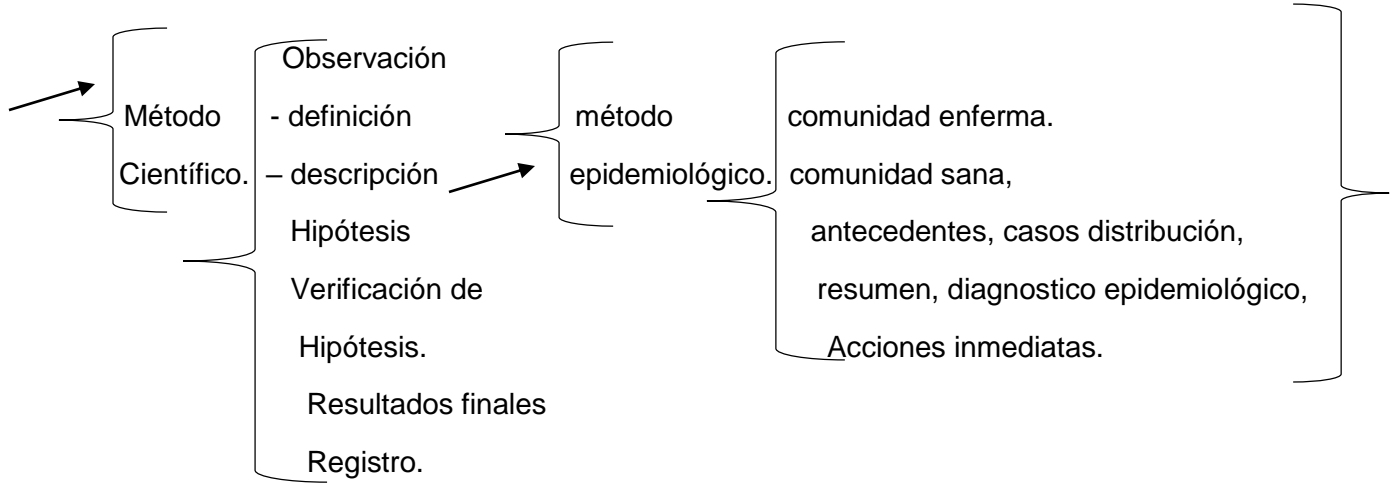 Método
Científico.
Observación
- definición
– descripción
Hipótesis
Verificación de
Hipótesis.
Resultados finales
Registro.
método
epidemiológico.
comunidad enferma.
comunidad sana,
antecedentes, casos distribución,
resumen, diagnostico epidemiológico,
Acciones inmediatas.